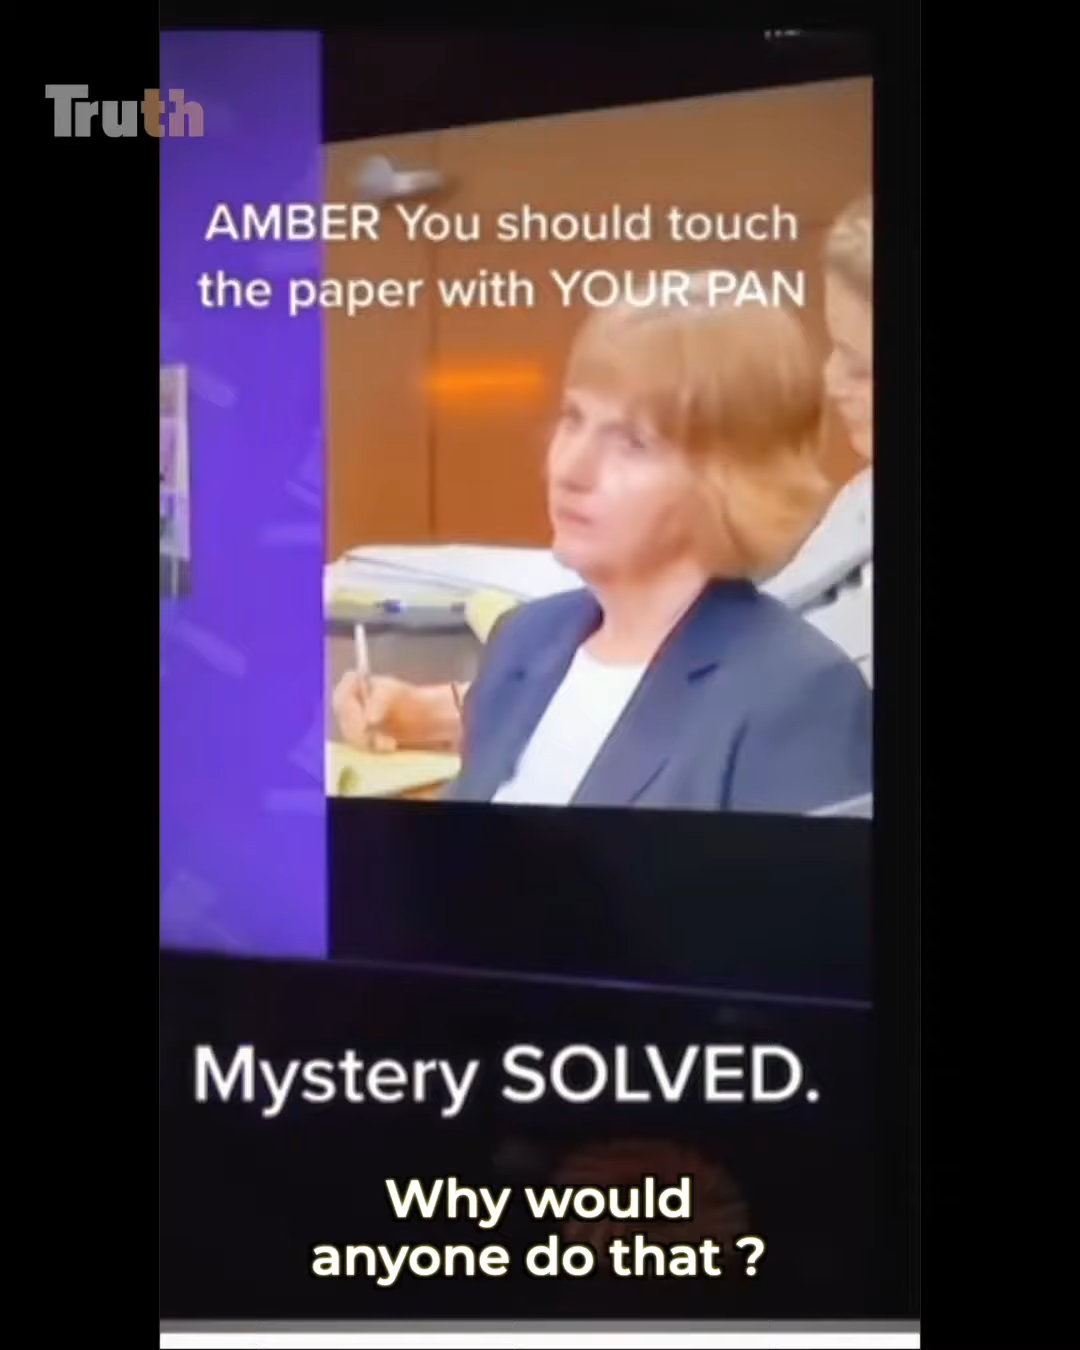 Truth
AMBER You should touch
the paper with YOUR PAN
Mystery SOLVED.
Why would
anyone do that ?